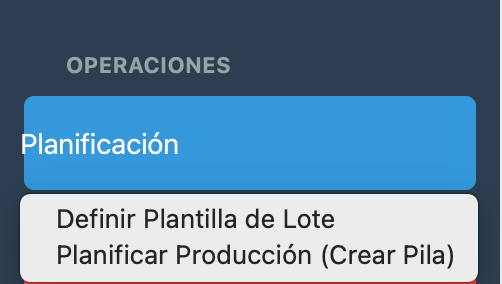 OPERACIONES
Planificación
Definir Plantilla de Lote
Planificar Producción (Crear Pila)